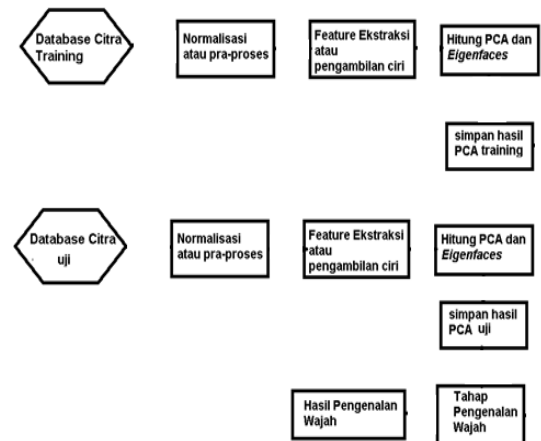 Database Citra
Training
Normalisasi
atau pra-proses
Feature Ekstraksi
atau
pengambilan ciri
Hitung PCA dan
Eigenfaces
simpan hasil
PCA training
Database Citra
uji
Normalisasi
atau pra-proses
Feature Ekstraksi
atau
pengambilan ciri
Hitung PCA dan
Eigenfaces
simpan hasil
PCA uji
Hasil Pengenalan
Wajah
Tahap
Pengenalan
Wajah